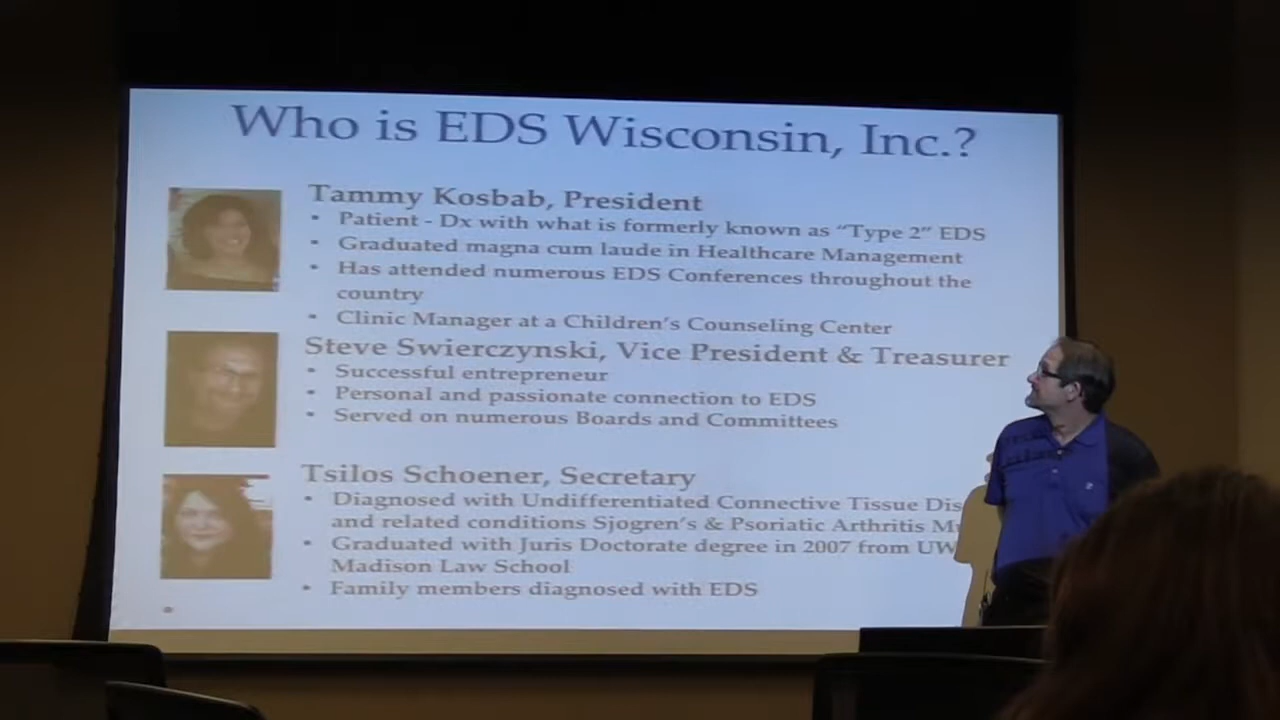 Who is EDS Wisconsin, Inc.?
Tammy Kosbab, President
• Patient - Dx with what is formerly known as "Type 2" EDS
• Graduated magna cum laude in Healthcare Management
• Has attended numerous EDS Conferences throughout the
country
• Clinic Manager at a Children's Counseling Center
Steve Swierczynski, Vice President & Treasurer
• Successful entrepreneur
• Personal and passionate connection to EDS
• Served on numerous Boards and Committees
Tsilos Schoener, Secretary
• Diagnosed with Undifferentiated Connective Tissue Dis
and related conditions Sjogren's & Psoriatic Arthritis M
• Graduated with Juris Doctorate degree in 2007 from UW
Madison Law School
• Family members diagnosed with EDS
•